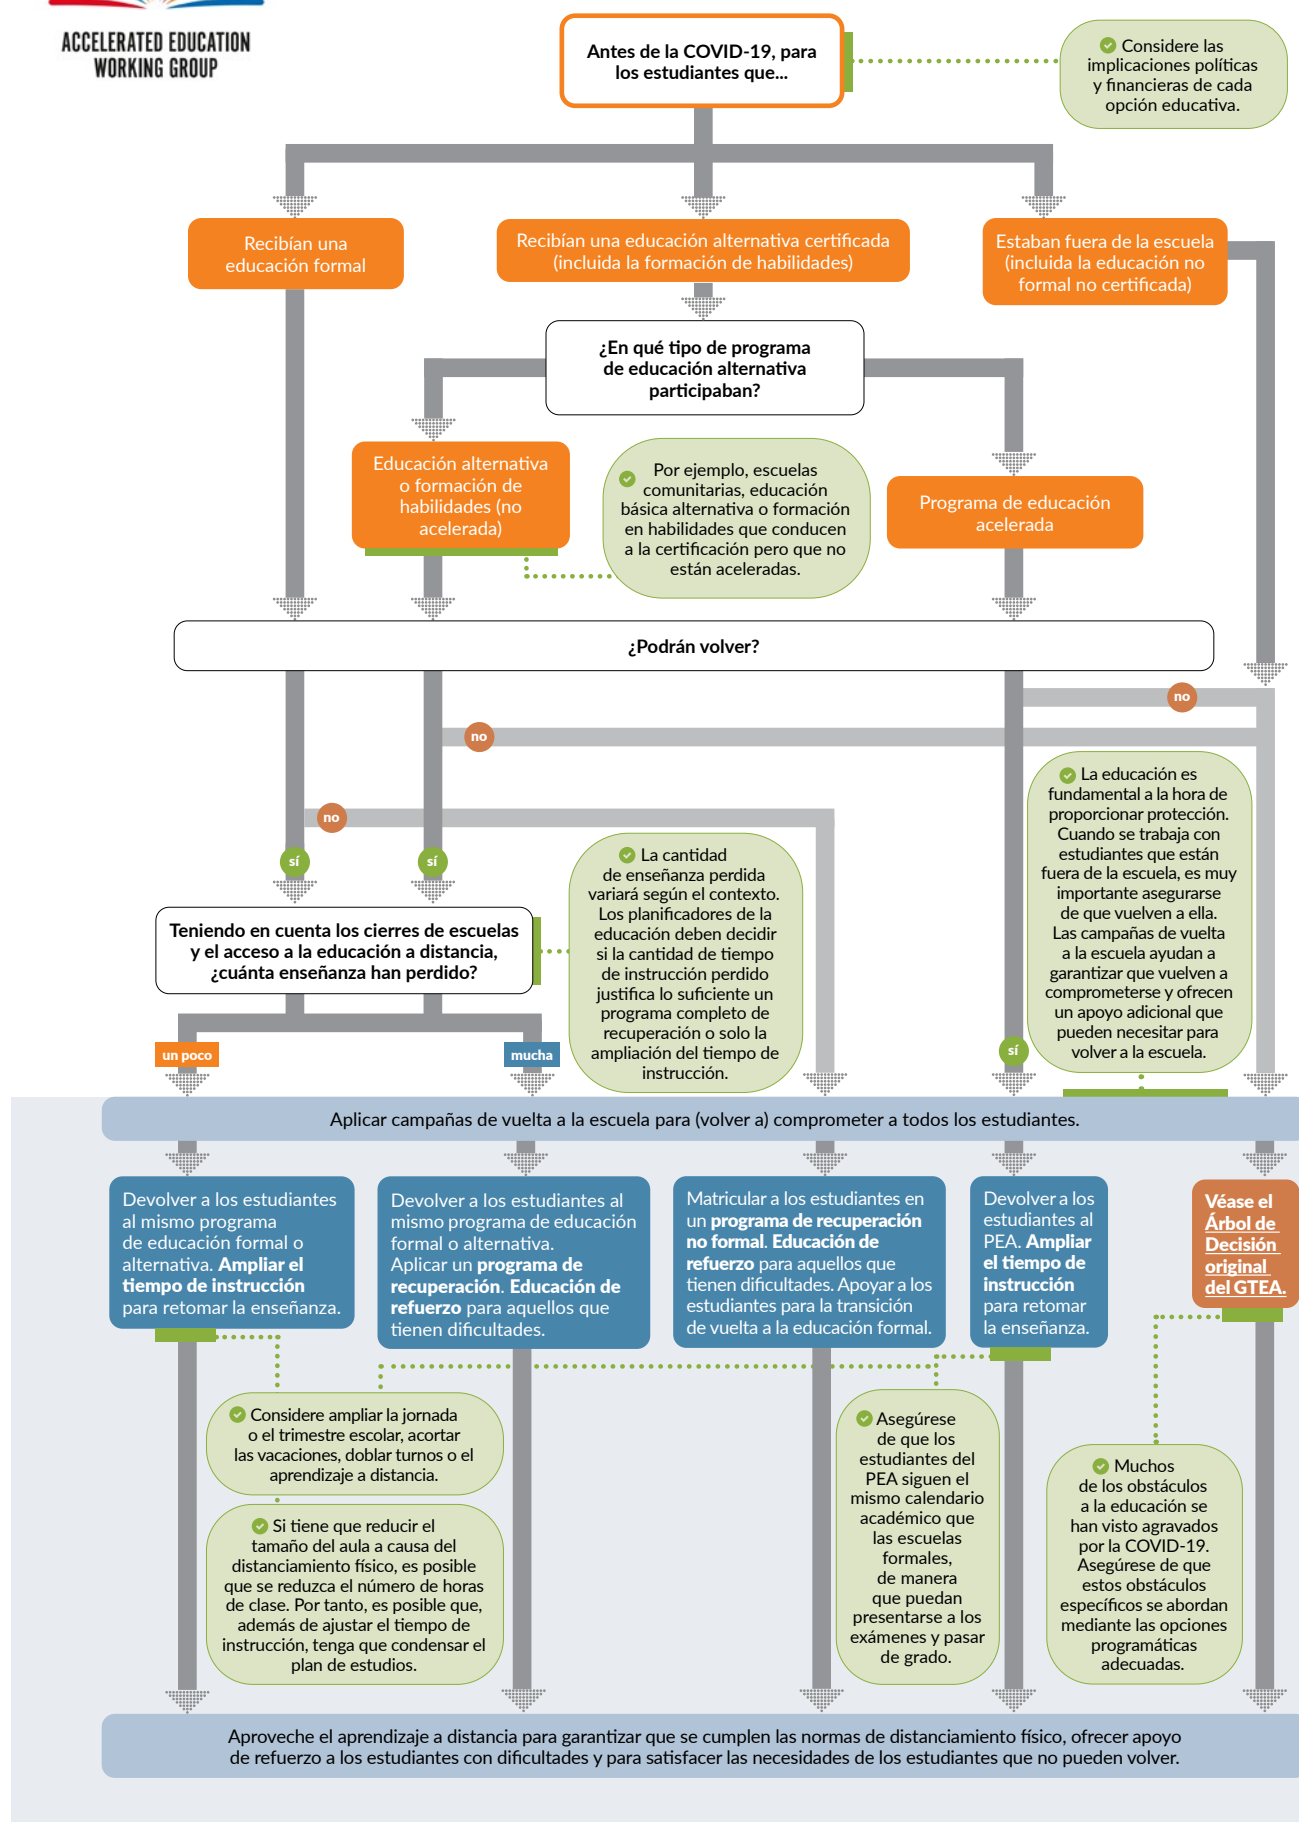 ACCELERATED EDUCATION
WORKING GROUP
Antes de la COVID-19, para
los estudiantes que...
Considere las
implicaciones políticas
y financieras de cada
opción educativa.
Recibían una
educación formal
Recibían una educación alternativa certificada
(incluida la formación de habilidades)
Estaban fuera de la escuela
(incluida la educación no
formal no certificada)
¿En qué tipo de programa
de educación alternativa
participaban?
Educación alternativa
o formación de
habilidades (no
acelerada)
Por ejemplo, escuelas
comunitarias, educación
básica alternativa o formación
en habilidades que conducen
a la certificación pero que no
están aceleradas.
Programa de educación
acelerada
¿Podrán volver?
no
no
no
sí
sí
La cantidad
de enseñanza perdida
variará según el contexto.
Los planificadores de la
educación deben decidir
si la cantidad de tiempo
de instrucción perdido
justifica lo suficiente un
programa completo de
recuperación o solo la
ampliación del tiempo de
instrucción.
La educación es
fundamental a la hora de
proporcionar protección.
Cuando se trabaja con
estudiantes que están
fuera de la escuela, es muy
importante asegurarse
de que vuelven a ella.
Las campañas de vuelta
a la escuela ayudan a
garantizar que vuelven a
comprometerse y ofrecen
un apoyo adicional que
pueden necesitar para
volver a la escuela.
Teniendo en cuenta los cierres de escuelas
y el acceso a la educación a distancia,
¿cuánta enseñanza han perdido?
un poco
mucha
sí
Aplicar campañas de vuelta a la escuela para (volver a) comprometer a todos los estudiantes.
Devolver a los estudiantes
al mismo programa
de educación formal o
alternativa. Ampliar el
tiempo de instrucción
para retomar la enseñanza.
Devolver a los estudiantes al
mismo programa de educación
formal o alternativa.
Aplicar un programa de
recuperación. Educación de
refuerzo para aquellos que
tienen dificultades.
Matricular a los estudiantes en
un programa de recuperación
no formal. Educación de
refuerzo para aquellos que
tienen dificultades. Apoyar a los
estudiantes para la transición
de vuelta a la educación formal.
Devolver a los
estudiantes al
PEA. Ampliar
el tiempo de
instrucción
para retomar
la enseñanza.
Véase el
Árbol de
Decisión
original
del GTEA.
Considere ampliar la jornada
o el trimestre escolar, acortar
las vacaciones, doblar turnos o el
aprendizaje a distancia.
Si tiene que reducir el
tamaño del aula a causa del
distanciamiento físico, es posible
que se reduzca el número de horas
de clase. Por tanto, es posible que,
además de ajustar el tiempo de
instrucción, tenga que condensar el
plan de estudios.
Asegúrese
de que los
estudiantes del
PEA siguen el
mismo calendario
académico que
las escuelas
formales,
de manera
que puedan
presentarse a los
exámenes y pasar
de grado.
Muchos
de los obstáculos
a la educación se
han visto agravados
por la COVID-19.
Asegúrese de que
estos obstáculos
específicos se abordan
mediante las opciones
programáticas
adecuadas.
Aproveche el aprendizaje a distancia para garantizar que se cumplen las normas de distanciamiento físico, ofrecer apoyo
de refuerzo a los estudiantes con dificultades y para satisfacer las necesidades de los estudiantes que no pueden volver.